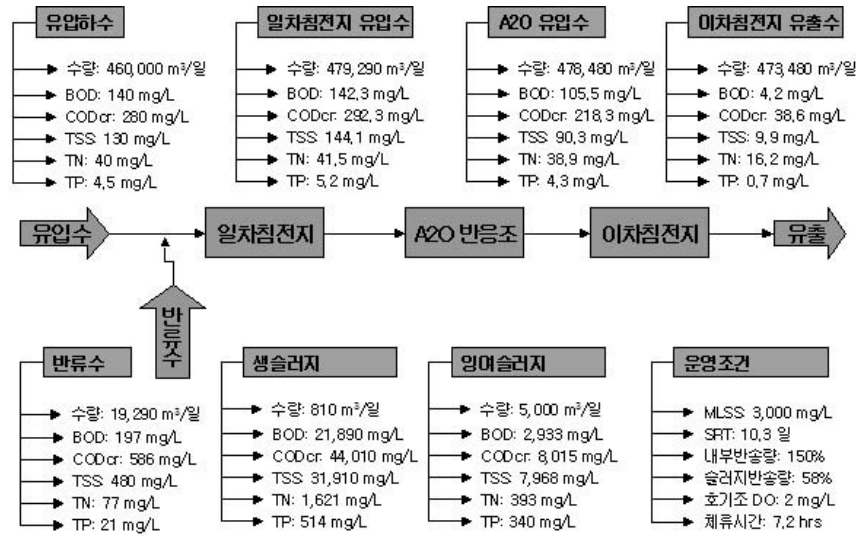 유입하수
수량: 460,000 m³/일
BOD: 140 mg/L
CODcr: 280 mg/L
TSS: 130 mg/L
TN: 40 mg/L
TP: 4,5 mg/L
일차침전지 유입수
수량: 479,290 m³/일
BOD: 142,3 mg/L
CODcr: 292,3 mg/L
TSS: 144,1 mg/L
TN: 41,5 mg/L
TP: 5,2 mg/L
A2O 유입수
수량: 478,480 m³/일
BOD: 105,5 mg/L
CODcr: 218,3 mg/L
TSS: 90,3 mg/L
TN: 38,9 mg/L
TP: 4,3 mg/L
이차침전지 유출수
수량: 473,480 m³/일
BOD: 4,2 mg/L
CODcr: 38,6 mg/L
TSS: 9,9 mg/L
TN: 16,2 mg/L
TP: 0,7 mg/L
유입수
일차침전지
A2O 반응조
이차침전지
유출
반류수
반류수
수량: 19,290 m³/일
BOD: 197 mg/L
CODcr: 586 mg/L
TSS: 480 mg/L
TN: 77 mg/L
TP: 21 mg/L
생슬러지
수량: 810 m³/일
BOD: 21,890 mg/L
CODcr: 44,010 mg/L
TSS: 31,910 mg/L
TN: 1,621 mg/L
TP: 514 mg/L
잉여슬러지
수량: 5,000 m³/일
BOD: 2,933 mg/L
CODcr: 8,015 mg/L
TSS: 7,968 mg/L
TN: 393 mg/L
TP: 340 mg/L
운영조건
MLSS: 3,000 mg/L
SRT: 10,3 일
내부반송량: 150%
슬러지반송량: 58%
호기조 DO: 2 mg/L
체류시간: 7,2 hrs